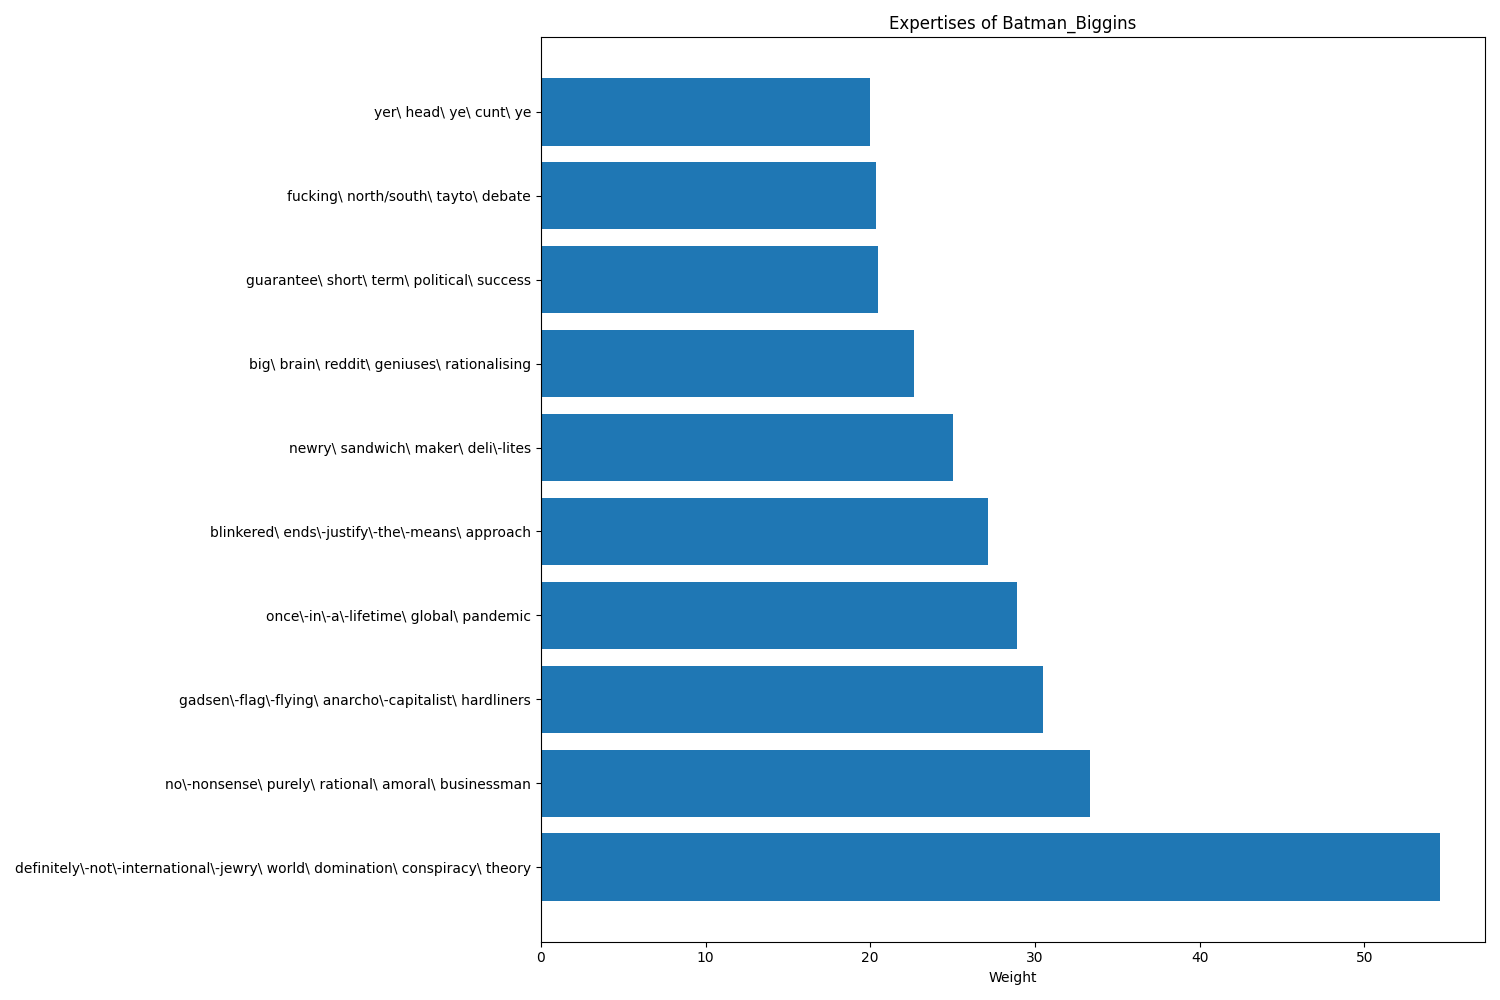 Expertises of Batman_Biggins
yer\ head\ ye\ cunt\ ye
fucking\ north/south\ tayto\ debate
guarantee\ short\ term\ political\ success
big\ brain\ reddit\ geniuses\ rationalising
newry\ sandwich\ maker\ deli\-lites
blinkered\ ends\-justify\-the\-means\ approach
once\-in\-a\-lifetime\ global\ pandemic
gadsen\-flag\-flying\ anarcho\-capitalist\ hardliners
no\-nonsense\ purely\ rational\ amoral\ businessman
definitely\-not\-international\-jewry\ world\ domination\ conspiracy\ theory
0 10 20 30 40 50
Weight